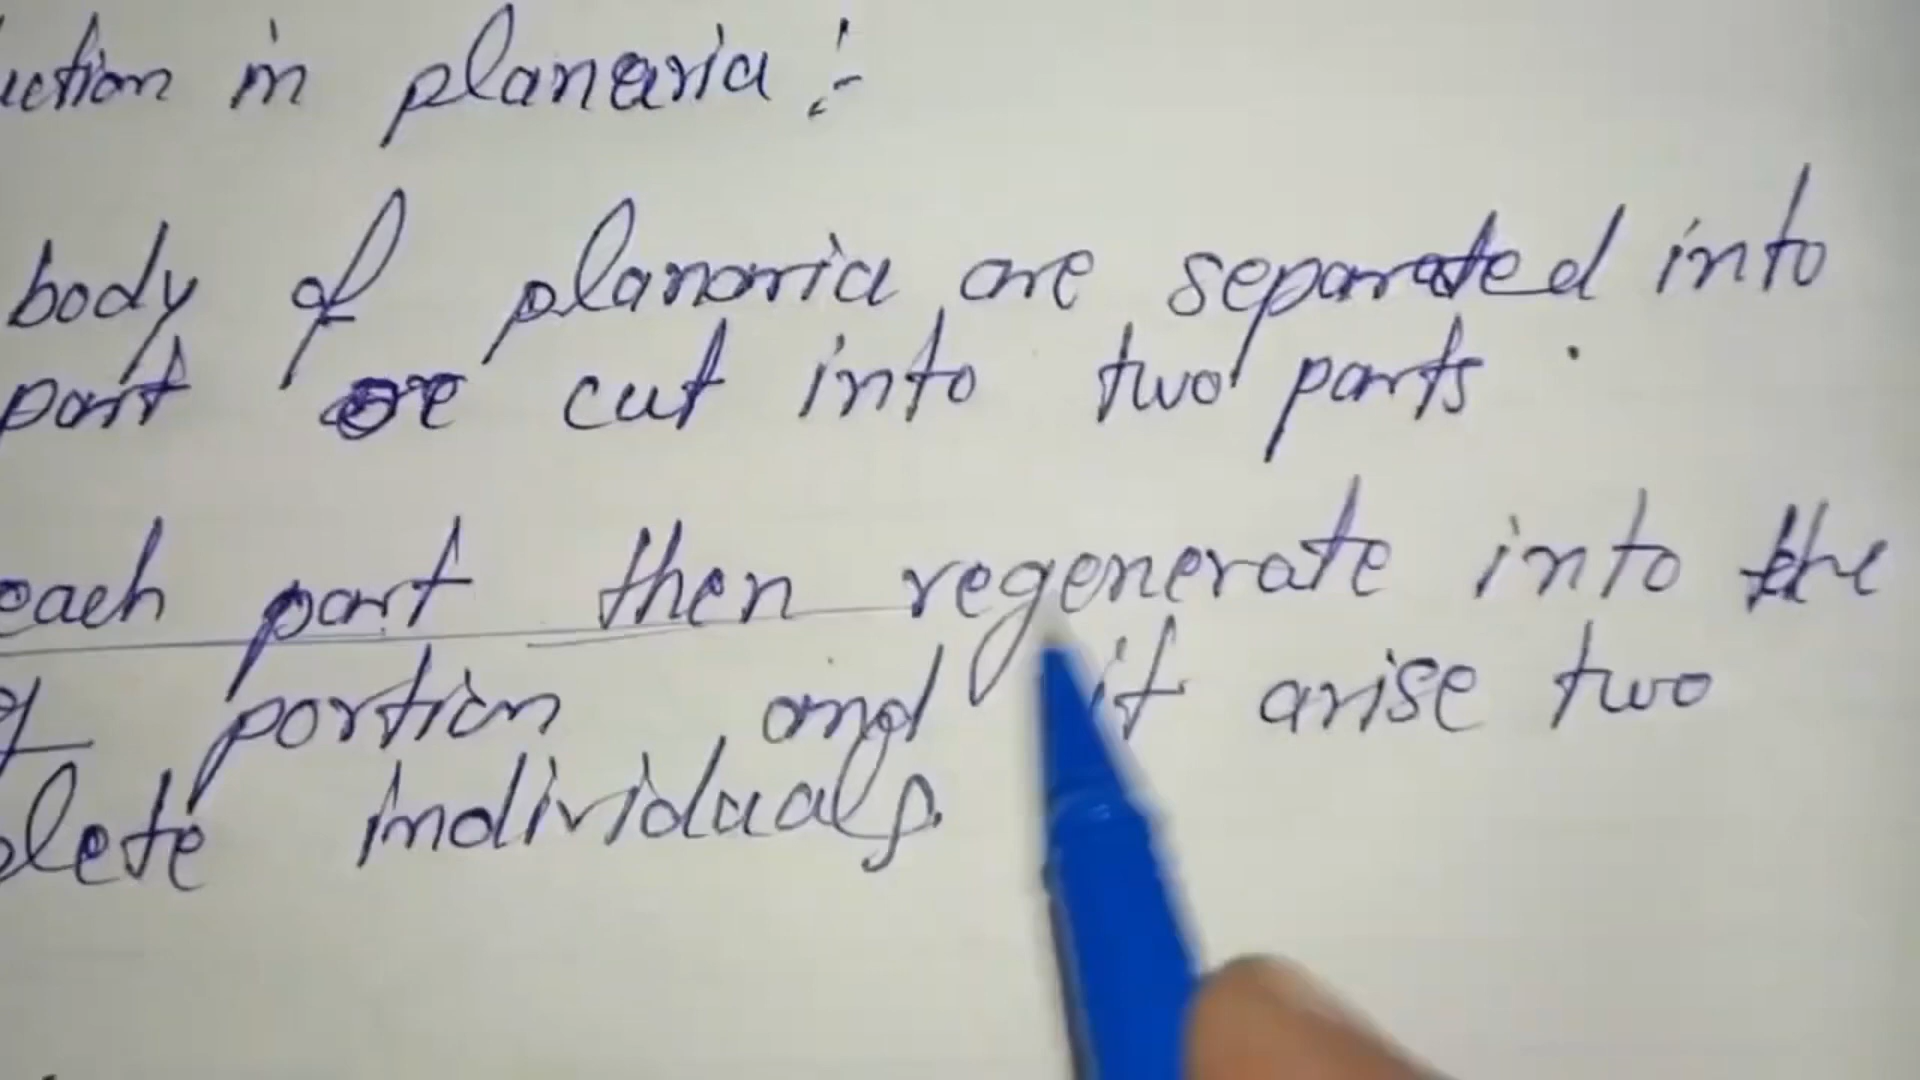 uction in planaria :-
body of planaria are separated into
part or cut into two parts .
each part then regenerate into the
portion and it arise two
plete individuals.